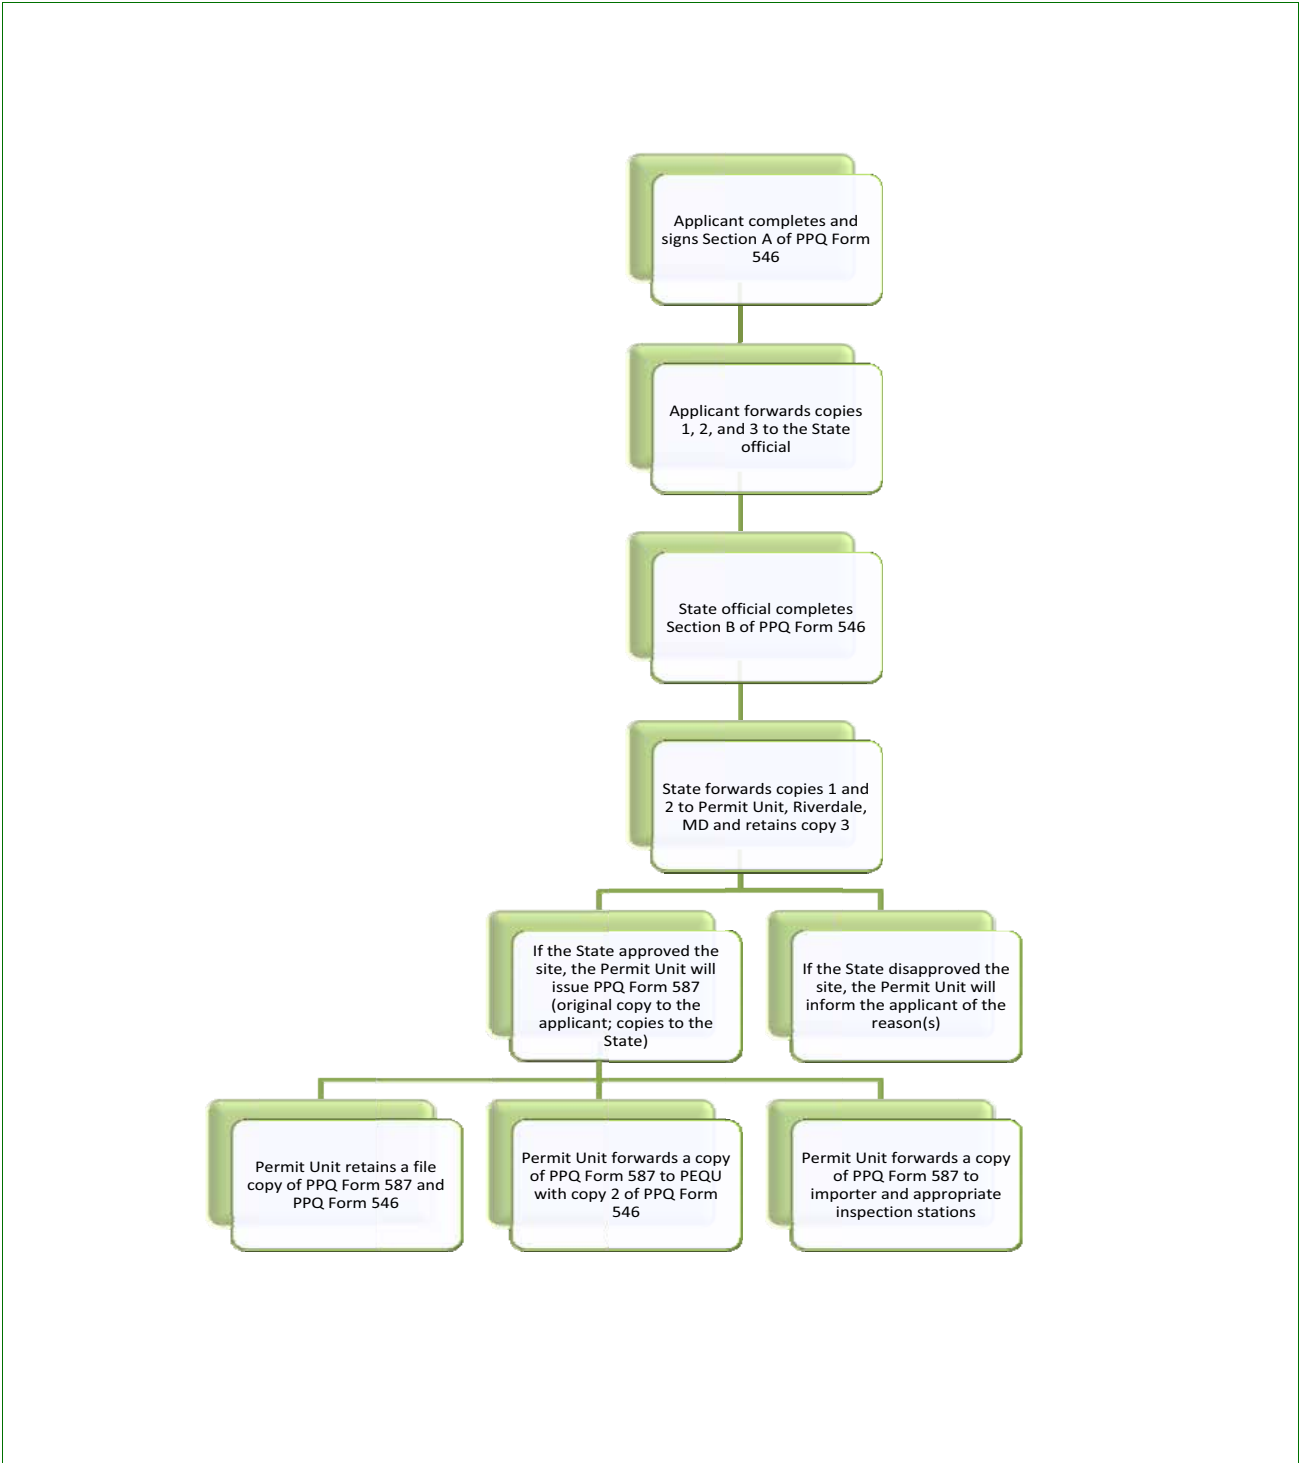 Applicant completes and
signs Section A of PPQ Form
546
Applicant forwards copies
1, 2, and 3 to the State
official
State official completes
Section B of PPQ Form 546
State forwards copies 1 and
2 to Permit Unit, Riverdale,
MD and retains copy 3
If the State approved the
site, the Permit Unit will
issue PPQ Form 587
(original copy to the
applicant; copies to the
State)
If the State disapproved the
site, the Permit Unit will
inform the applicant of the
reason(s)
Permit Unit retains a file
copy of PPQ Form 587 and
PPQ Form 546
Permit Unit forwards a copy
of PPQ Form 587 to PEQU
with copy 2 of PPQ Form
546
Permit Unit forwards a copy
of PPQ Form 587 to
importer and appropriate
inspection stations